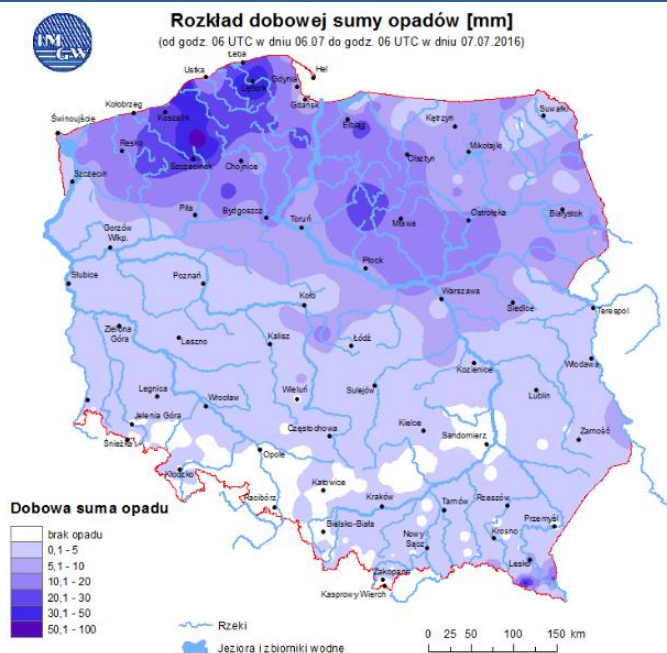 IM
GW
Rozkład dobowej sumy opadów [mm]
(od godz. 06 UTC w dniu 06.07 do godz. 06 UTC w dniu 07.07.2016)
Łeba
Hel
Ustka
Lębork
Gdynia
Gdańsk
Kołobrzeg
Koszalin
Świnoujście
Elbląg
Kętrzyn
Suwałki
Resko
Szczecinek
Chojnice
Olsztyn
Mikołajki
Szczecin
Piła
Bydgoszcz
Toruń
Mława
Ostrołęka
Białystok
Gorzów
Wlkp.
Płock
Słubice
Poznań
Koło
Warszawa
Siedlce
Terespol
Zielona
Góra
Leszno
Kalisz
Łódź
Kozienice
Włodawa
Legnica
Wrocław
Wieluń
Sulejów
Lublin
Jelenia Góra
Częstochowa
Kielce
Sandomierz
Zamość
Śnieżka
Opole
Kłodzko
Katowice
Racibórz
Kraków
Tarnów
Rzeszów
Bielsko-Biała
Nowy
Sącz
Krosno
Przemyśl
Zakopane
Lesko
Kasprowy Wierch
Dobowa suma opadu
brak opadu
0,1 - 5
5,1 - 10
10,1 - 20
20,1 - 30
30,1 - 50
50,1 - 100
Rzeki
Jeziora i zbiorniki wodne
0 25 50 100 150 km